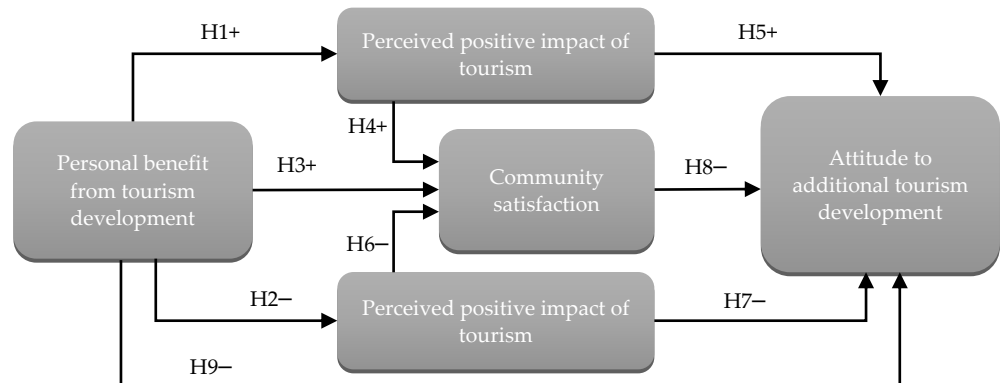 H1+
Perceived positive impact of
tourism
H5+
H4+
Personal benefit
from tourism
development
H3+
Community
satisfaction
H8−
Attitude to
additional tourism
development
H6−
H2−
Perceived positive impact of
tourism
H7−
H9−